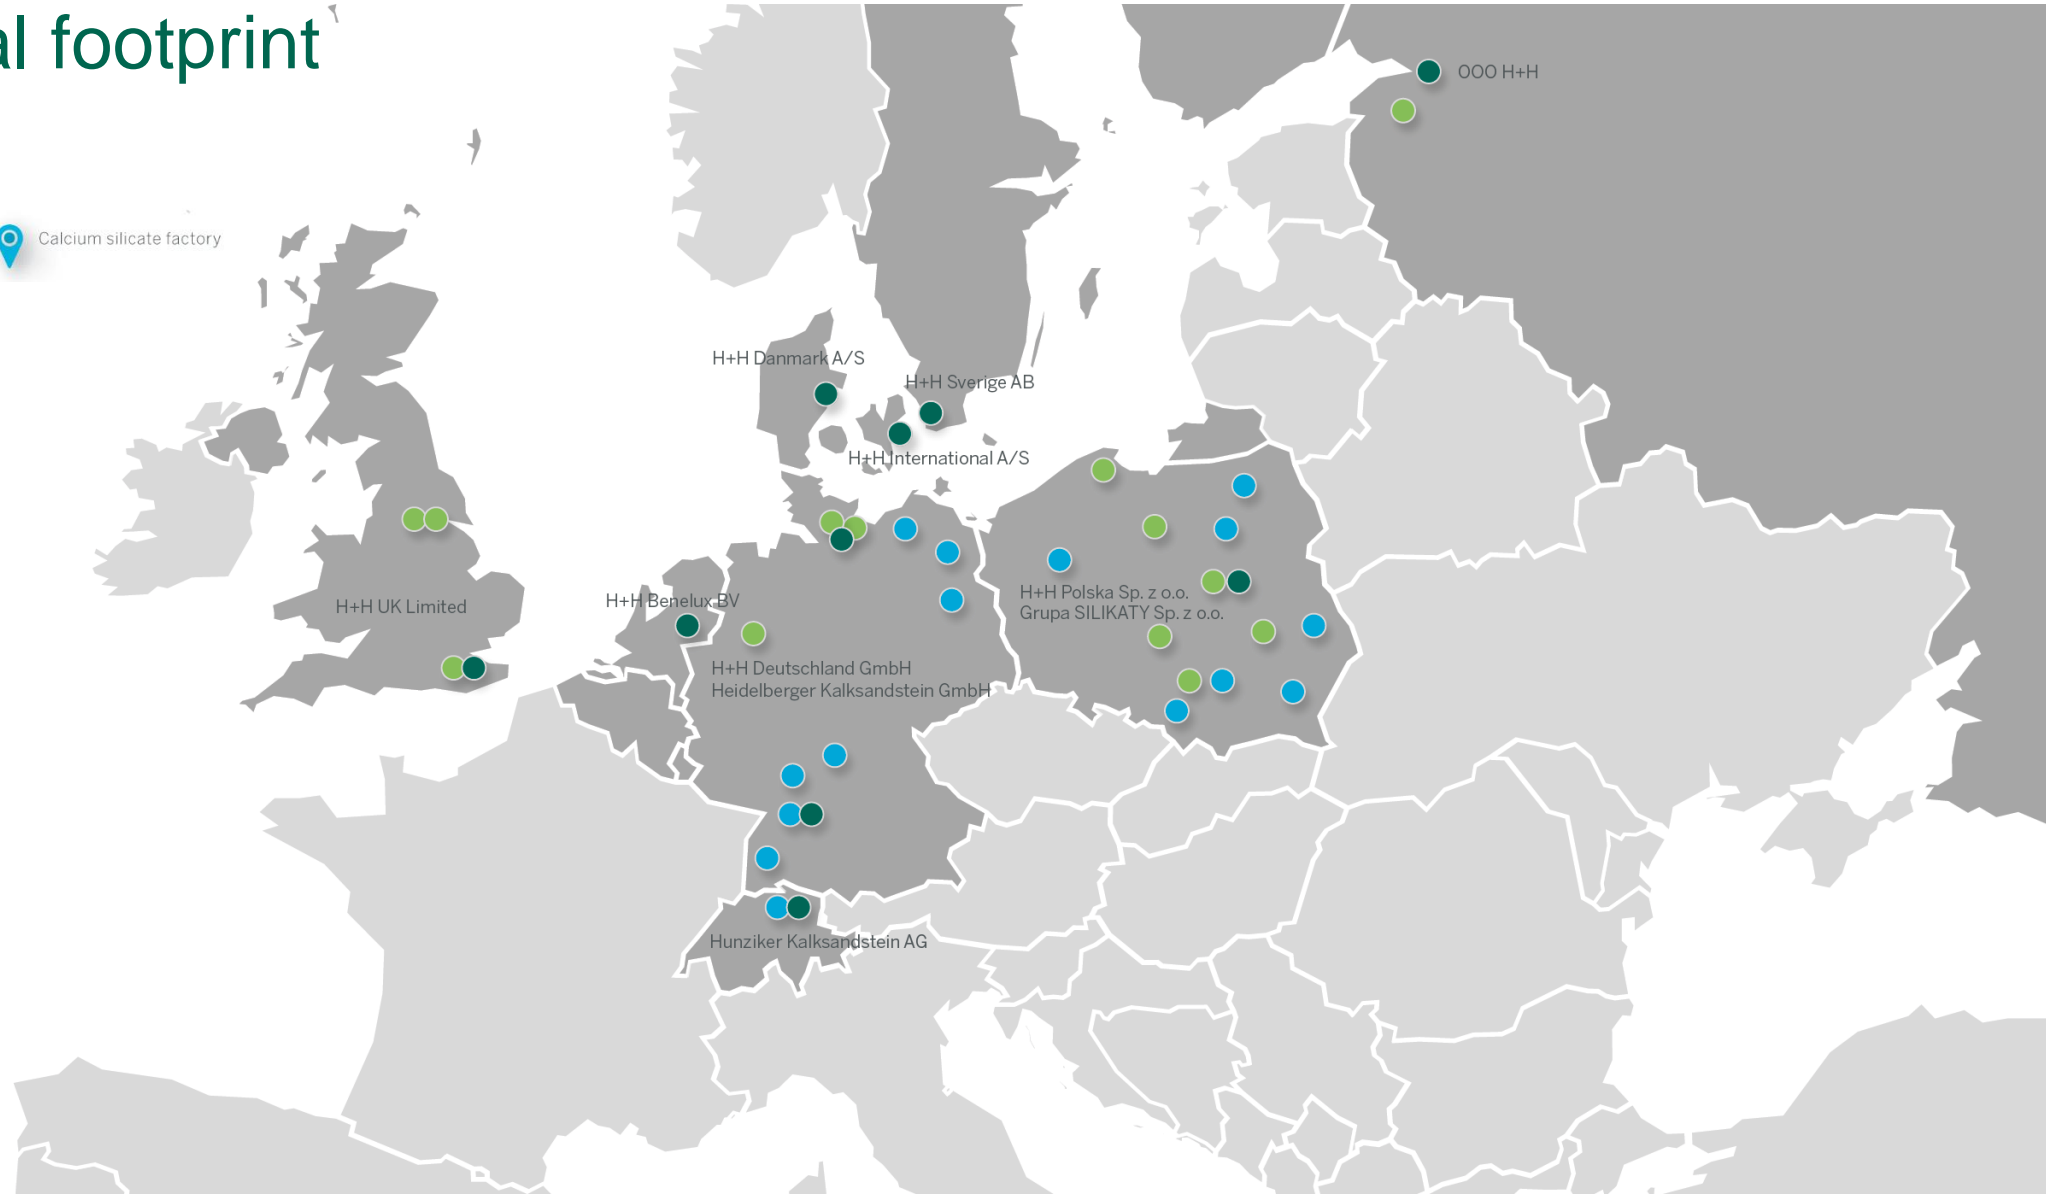 al footprint
OOO H+H
Calcium silicate factory
H+H Danmark A/S
H+H Sverige AB
H+H International A/S
H+H Benelux BV
H+H Polska Sp. z o.o.
Grupa SILIKATY Sp. z o.o.
H+H UK Limited
H+H Deutschland GmbH
Heidelberger Kalksandstein GmbH
Hunziker Kalksandstein AG